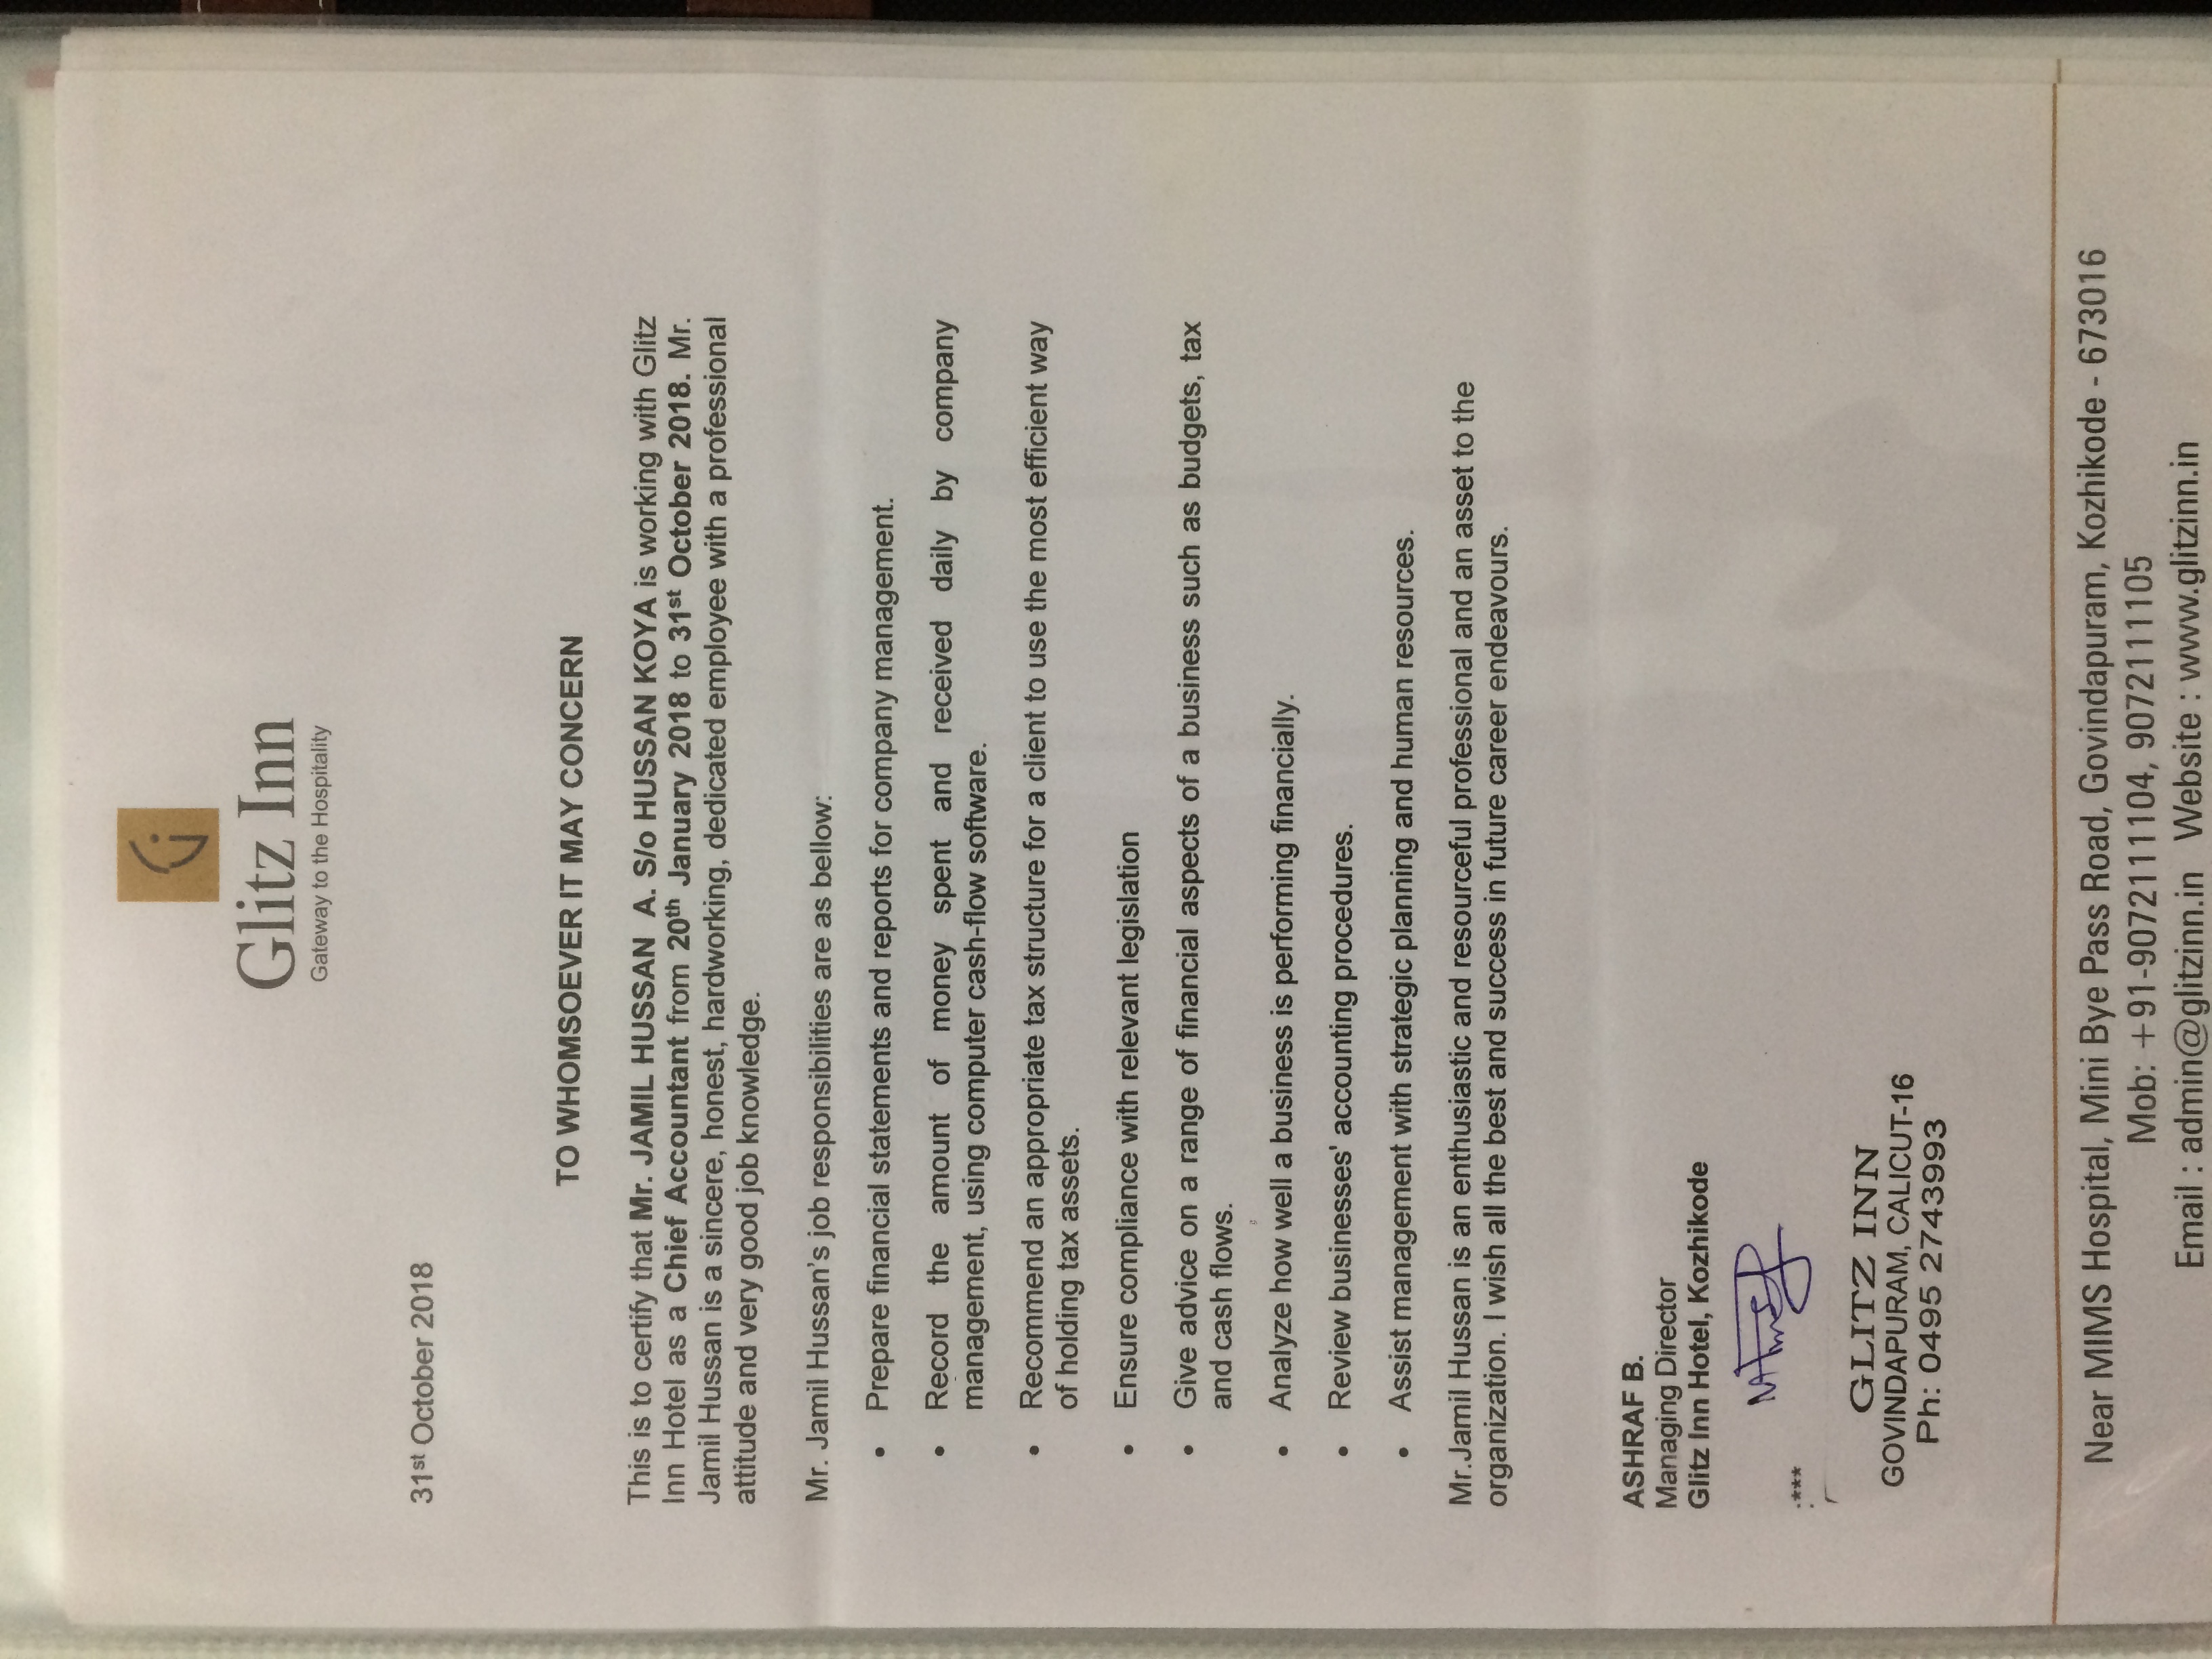 Glitz Inn
Gateway to the Hospitality
31st October 2018
TO WHOMSOEVER IT MAY CONCERN
This is to certify that Mr. JAMIL HUSSAN A. S/o HUSSAN KOYA is working with Glitz
Inn Hotel as a Chief Accountant from 20th January 2018 to 31st October 2018. Mr.
Jamil Hussan is a sincere, honest, hardworking, dedicated employee with a professional
attitude and very good job knowledge.
Mr. Jamil Hussan's job responsibilities are as bellow:
• Prepare financial statements and reports for company management.
• Record the amount of money spent and received daily by company
management, using computer cash-flow software.
• Recommend an appropriate tax structure for a client to use the most efficient way
of holding tax assets.
• Ensure compliance with relevant legislation
• Give advice on a range of financial aspects of a business such as budgets, tax
and cash flows.
• Analyze how well a business is performing financially.
• Review businesses' accounting procedures.
• Assist management with strategic planning and human resources.
Mr.Jamil Hussan is an enthusiastic and resourceful professional and an asset to the
organization. I wish all the best and success in future career endeavours.
ASHRAF B.
Managing Director
Glitz Inn Hotel, Kozhikode
:***
GLITZ INN
GOVINDAPURAM, CALICUT-16
Ph: 0495 2743993
Near MIMS Hospital, Mini Bye Pass Road, Govindapuram, Kozhikode - 673016
Mob: +91-9072111104, 9072111105
Email : admin@glitzinn.in Website : www.glitzinn.in